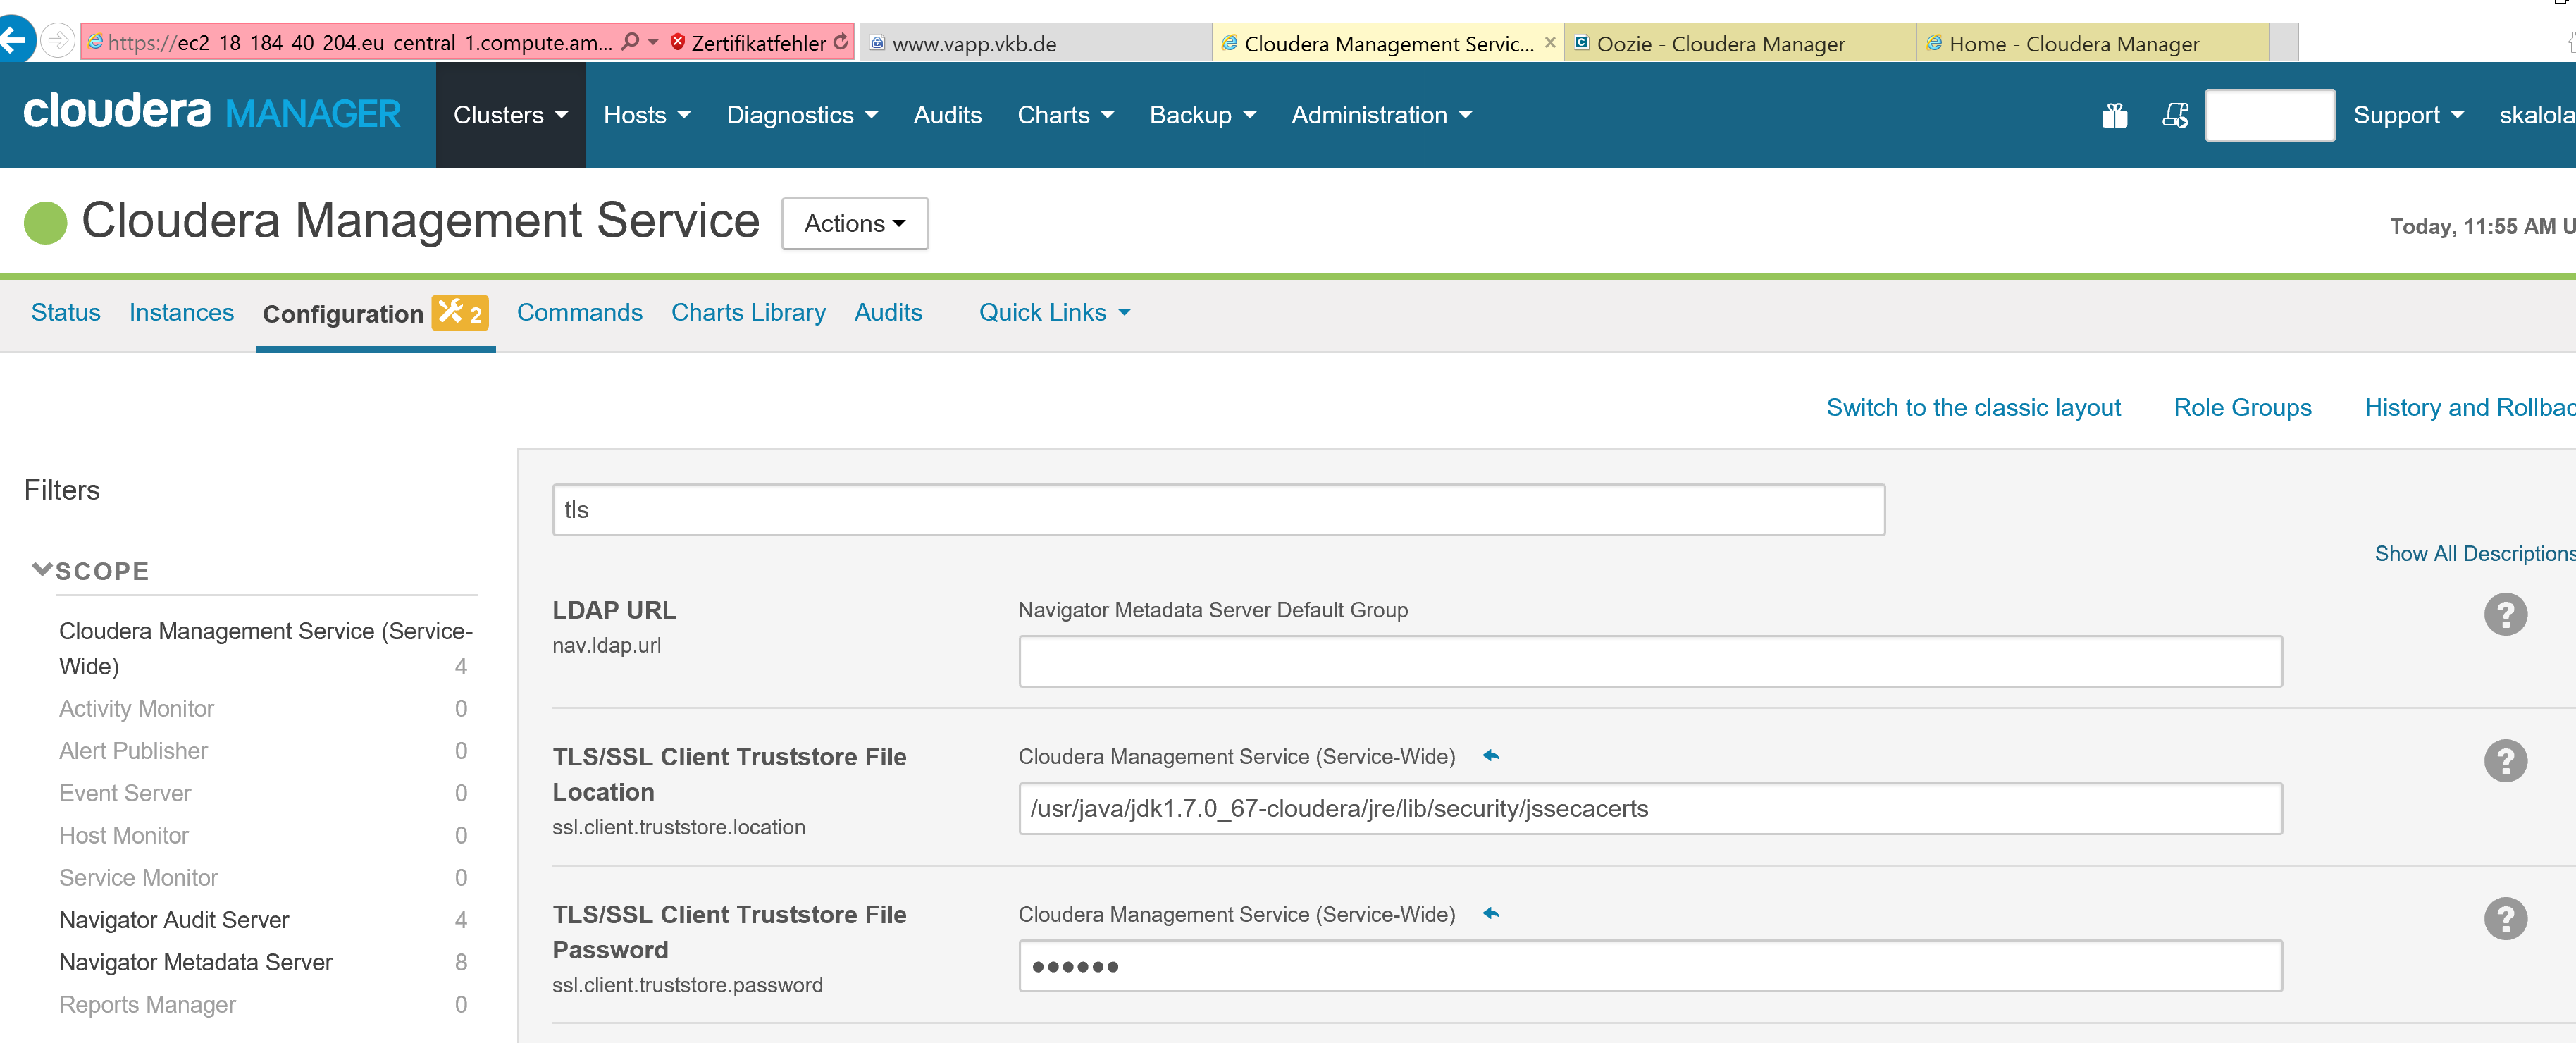 https://ec2-18-184-40-204.eu-central-1.compute.am... Zertifikatfehler www.vapp.vkb.de Cloudera Management Servic... Oozie - Cloudera Manager Home - Cloudera Manager
cloudera MANAGER Clusters Hosts Diagnostics Audits Charts Backup Administration Support skalola
Cloudera Management Service Actions
Today, 11:55 AM U
Status Instances Configuration 2 Commands Charts Library Audits Quick Links
Switch to the classic layout Role Groups History and Rollbac
Filters
tls
Show All Descriptions
SCOPE
Cloudera Management Service (Service-
Wide) 4
Activity Monitor 0
Alert Publisher 0
Event Server 0
Host Monitor 0
Service Monitor 0
Navigator Audit Server 4
Navigator Metadata Server 8
Reports Manager 0
LDAP URL Navigator Metadata Server Default Group ?
nav.ldap.url
TLS/SSL Client Truststore File Cloudera Management Service (Service-Wide) ?
Location
ssl.client.truststore.location
/usr/java/jdk1.7.0_67-cloudera/jre/lib/security/jssecacerts
TLS/SSL Client Truststore File Cloudera Management Service (Service-Wide) ?
Password
ssl.client.truststore.password
••••••